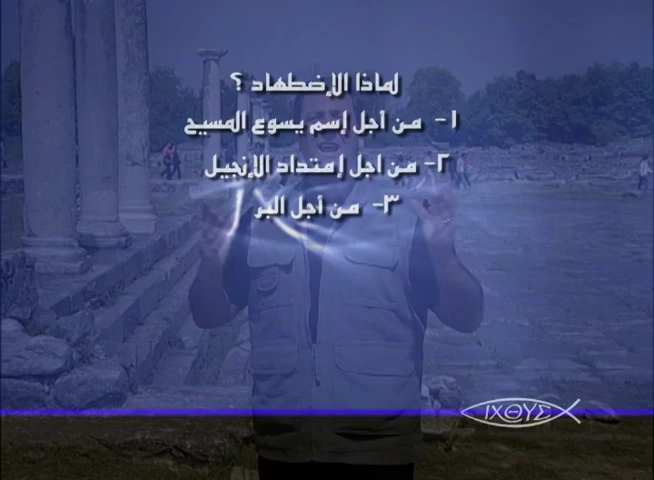 لماذا الإضطهاد ؟
١- من أجل إسم يسوع المسيح
٢- من اجل إمتداد الإنجيل
٣- من أجل البر
ΙΧΘΥΣ